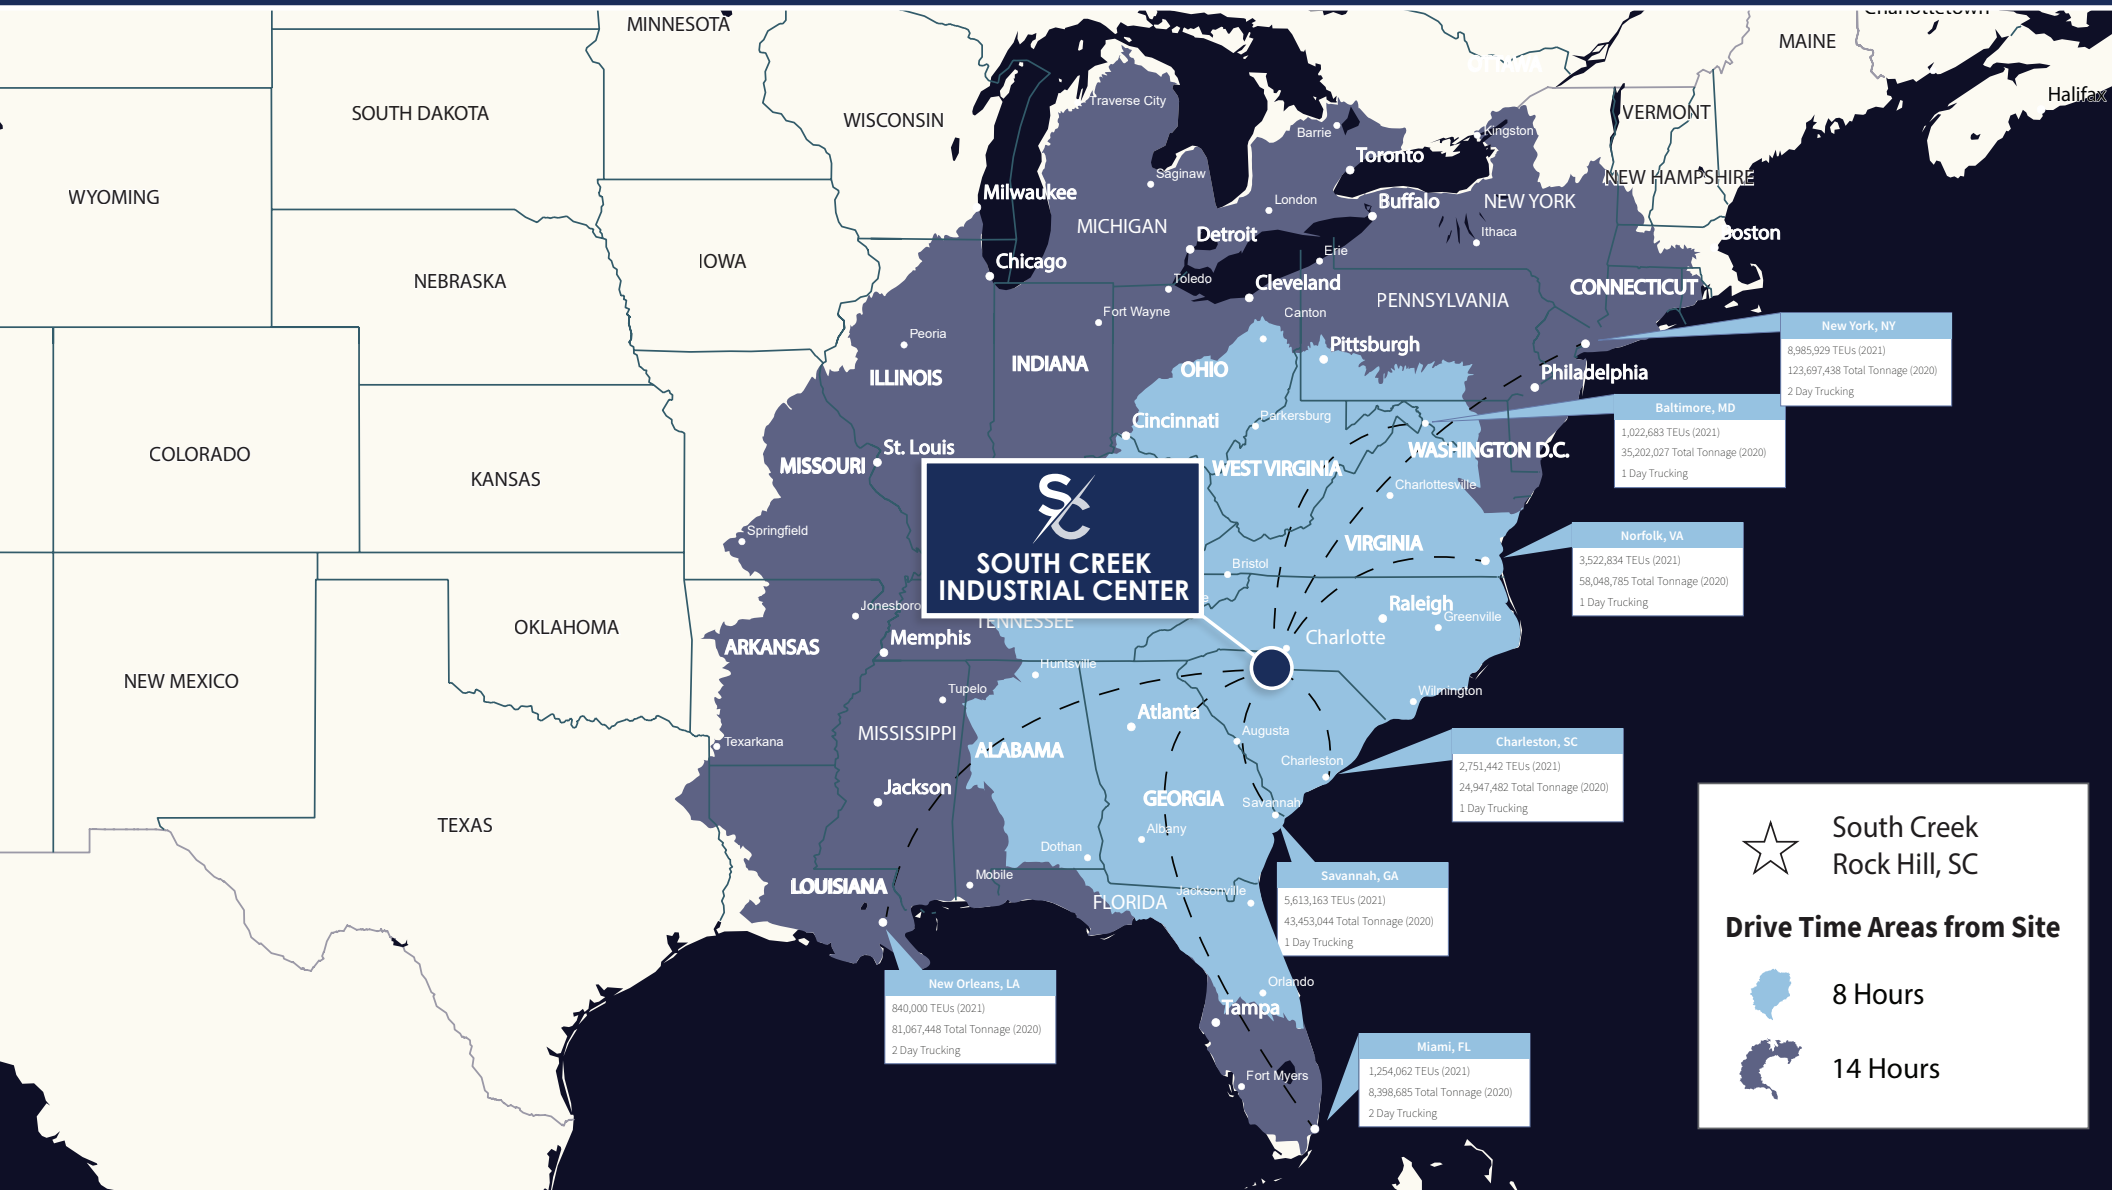 MINNESOTA
Charlottetown
MAINE
OTTAWA
SOUTH DAKOTA
WISCONSIN
Traverse City
Barrie
Kingston
VERMONT
Halifax
Toronto
WYOMING
Milwaukee
Saginaw
NEW HAMPSHIRE
London
Buffalo
NEW YORK
MICHIGAN
Detroit
Ithaca
Boston
IOWA
Chicago
Erie
NEBRASKA
Toledo
Cleveland
CONNECTICUT
PENNSYLVANIA
Fort Wayne
Canton
Peoria
Pittsburgh
INDIANA
OHIO
ILLINOIS
Philadelphia
New York, NY
8,985,929 TEUs (2021)
123,697,438 Total Tonnage (2020)
2 Day Trucking
Cincinnati
Parkersburg
Baltimore, MD
1,022,683 TEUs (2021)
35,202,027 Total Tonnage (2020)
1 Day Trucking
COLORADO
KANSAS
MISSOURI
St. Louis
WEST VIRGINIA
WASHINGTON D.C.
Charlottesville
Springfield
SC
SOUTH CREEK
INDUSTRIAL CENTER
VIRGINIA
Bristol
Norfolk, VA
3,522,834 TEUs (2021)
58,048,785 Total Tonnage (2020)
1 Day Trucking
Jonesboro
TENNESSEE
Raleigh
Greenville
OKLAHOMA
ARKANSAS
Memphis
Charlotte
Huntsville
NEW MEXICO
Tupelo
Wilmington
Atlanta
MISSISSIPPI
Texarkana
ALABAMA
Augusta
Charleston
Charleston, SC
2,751,442 TEUs (2021)
24,947,482 Total Tonnage (2020)
1 Day Trucking
Jackson
GEORGIA
Savannah
TEXAS
Albany
Dothan
LOUISIANA
Mobile
FLORIDA
Jacksonville
Savannah, GA
5,613,163 TEUs (2021)
43,453,044 Total Tonnage (2020)
1 Day Trucking
New Orleans, LA
840,000 TEUs (2021)
81,067,448 Total Tonnage (2020)
2 Day Trucking
Orlando
Tampa
Fort Myers
Miami, FL
1,254,062 TEUs (2021)
8,398,685 Total Tonnage (2020)
2 Day Trucking
South Creek
Rock Hill, SC
Drive Time Areas from Site
8 Hours
14 Hours